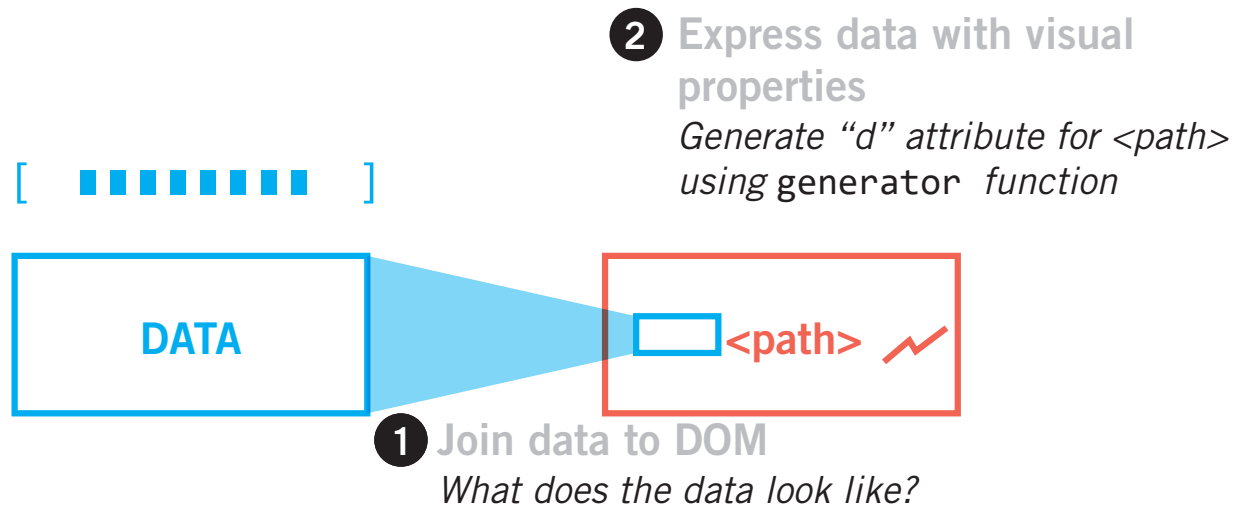 2 Express data with visual
properties
Generate “d” attribute for <path>
using generator function
[ ]
DATA
<path>
1 Join data to DOM
What does the data look like?